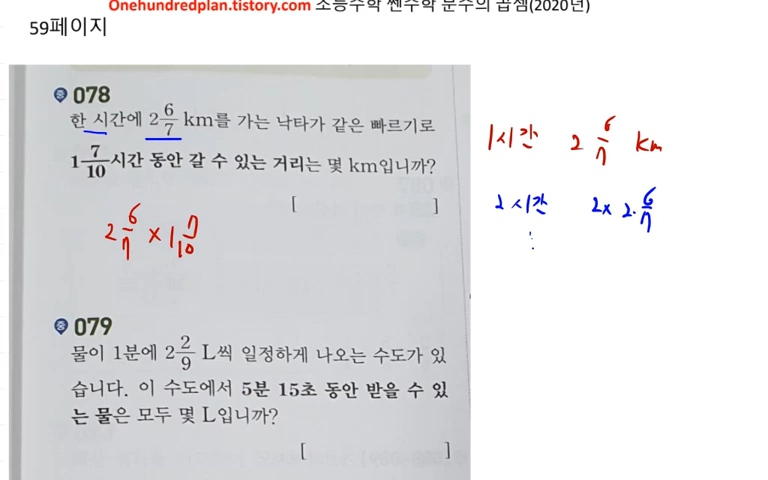 Onehundredplan.tistory.com 초등수학 쎈수학 분수의 곱셈(2020년)
59페이지
중 078
한 시간에 2 6/7 km를 가는 낙타가 같은 빠르기로
1 7/10시간 동안 갈 수 있는 거리는 몇 km입니까?
[ ]
2 6/7 × 1 7/10
1시간 2 6/7 km
2시간 2 × 2 6/7
⋮
중 079
물이 1분에 2 2/9 L씩 일정하게 나오는 수도가 있
습니다. 이 수도에서 5분 15초 동안 받을 수 있
는 물은 모두 몇 L입니까?
[ ]